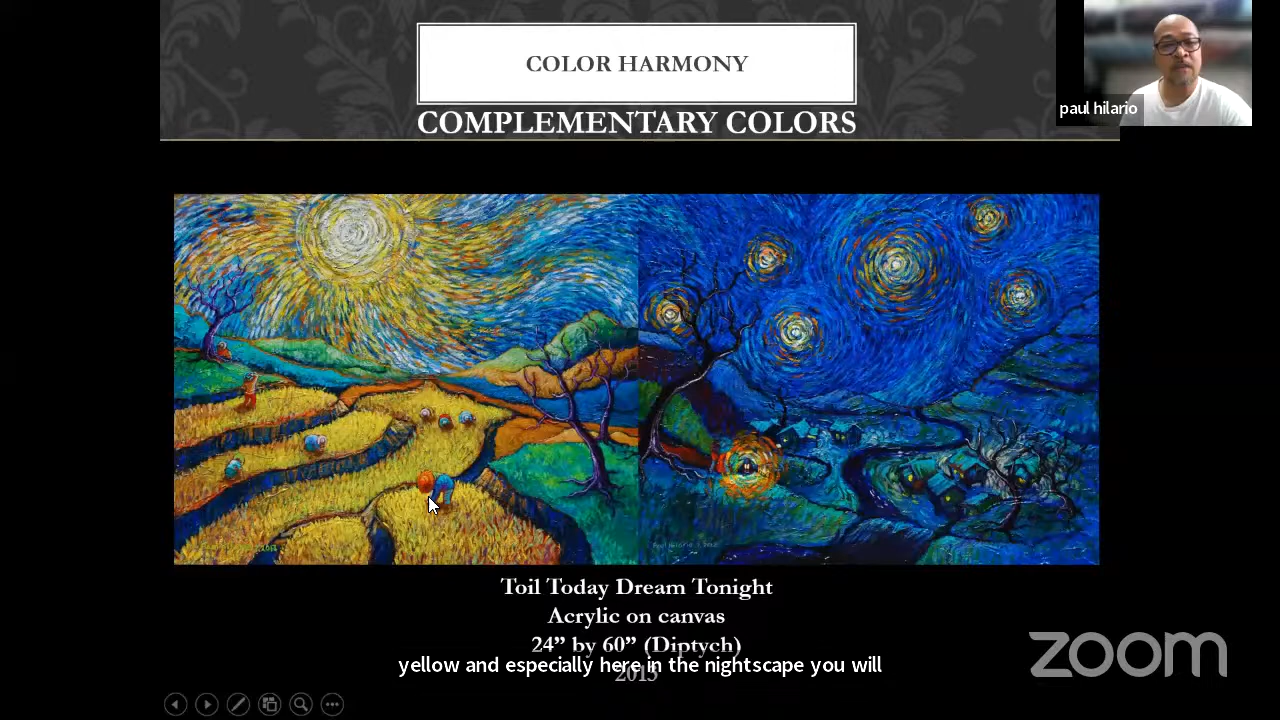 COLOR HARMONY
COMPLEMENTARY COLORS
paul hilario
Toil Today Dream Tonight
Acrylic on canvas
24” by 60” (Diptych)
yellow and especially here in the nightscape you will
2013
zoom